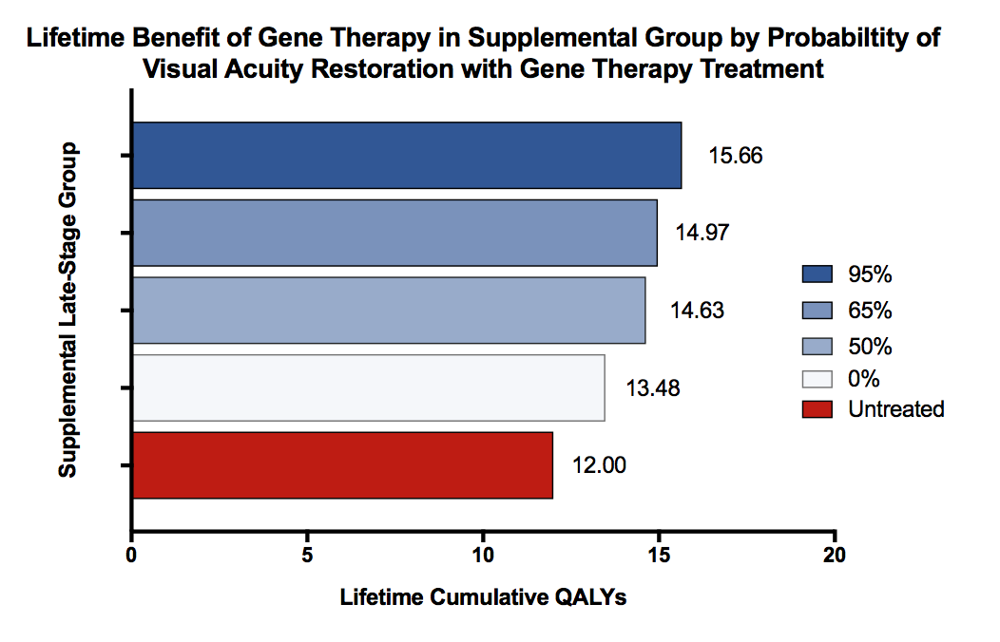 Lifetime Benefit of Gene Therapy in Supplemental Group by Probabiltity of
Visual Acuity Restoration with Gene Therapy Treatment
Supplemental Late-Stage Group
15.66
14.97
14.63
13.48
12.00
95%
65%
50%
0%
Untreated
0 5 10 15 20
Lifetime Cumulative QALYs